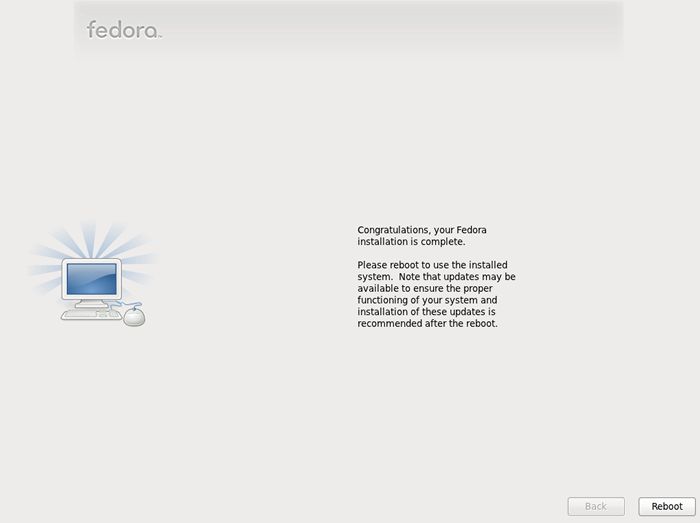 fedora
Congratulations, your Fedora
installation is complete.
Please reboot to use the installed
system.  Note that updates may be
available to ensure the proper
functioning of your system and
installation of these updates is
recommended after the reboot.
Back
Reboot